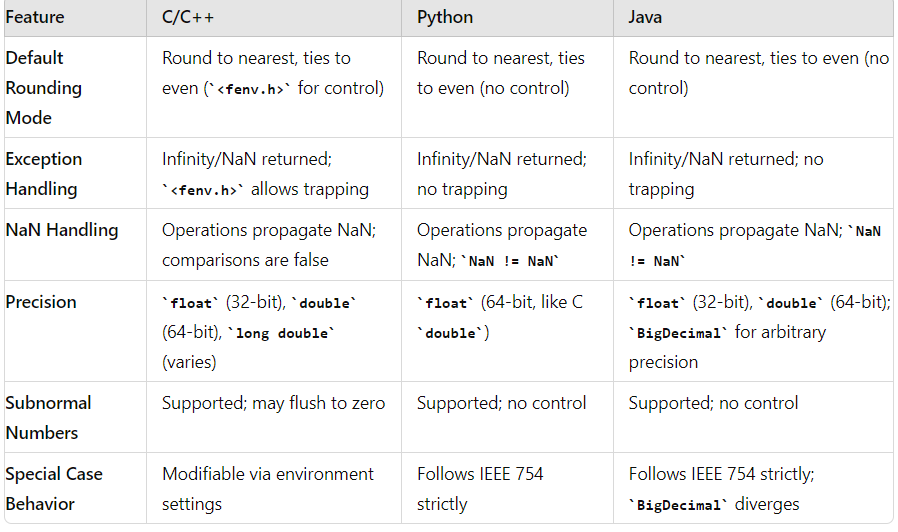 Feature C/C++ Python Java
Default
Rounding
Mode
Round to nearest, ties to
even (`<fenv.h>` for control)
Round to nearest, ties
to even (no control)
Round to nearest, ties to even (no
control)
Exception
Handling
Infinity/NaN returned;
`<fenv.h>` allows trapping
Infinity/NaN returned;
no trapping
Infinity/NaN returned; no
trapping
NaN Handling
Operations propagate NaN;
comparisons are false
Operations propagate
NaN; `NaN != NaN`
Operations propagate NaN; `NaN
!= NaN`
Precision
`float` (32-bit), `double`
(64-bit), `long double`
(varies)
`float` (64-bit, like C
`double`)
`float` (32-bit), `double` (64-bit);
`BigDecimal` for arbitrary
precision
Subnormal
Numbers
Supported; may flush to zero
Supported; no control
Supported; no control
Special Case
Behavior
Modifiable via environment
settings
Follows IEEE 754
strictly
Follows IEEE 754 strictly;
`BigDecimal` diverges